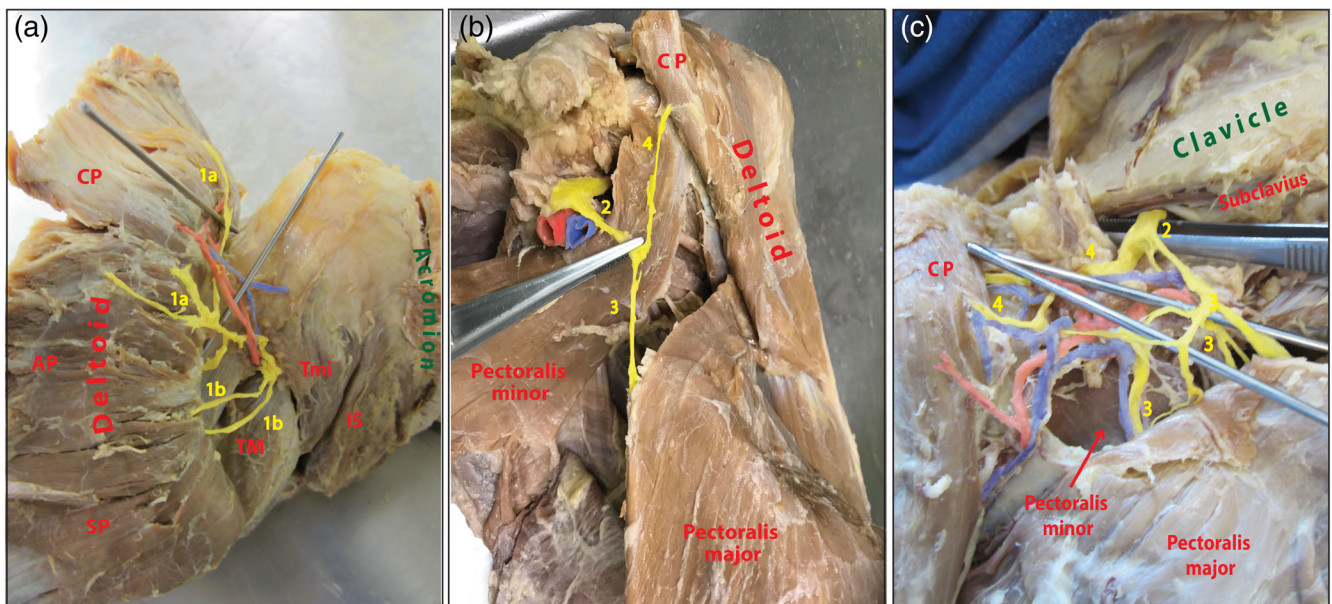 (a)
CP
1a
1a
Deltoid
AP
1b
1b
TM
Tmi
IS
SP
Acromion
(b)
CP
4
Deltoid
2
3
Pectoralis
minor
Pectoralis
major
(c)
Clavicle
Subclavius
2
4
CP
3
4
3
3
Pectoralis
minor
Pectoralis
major